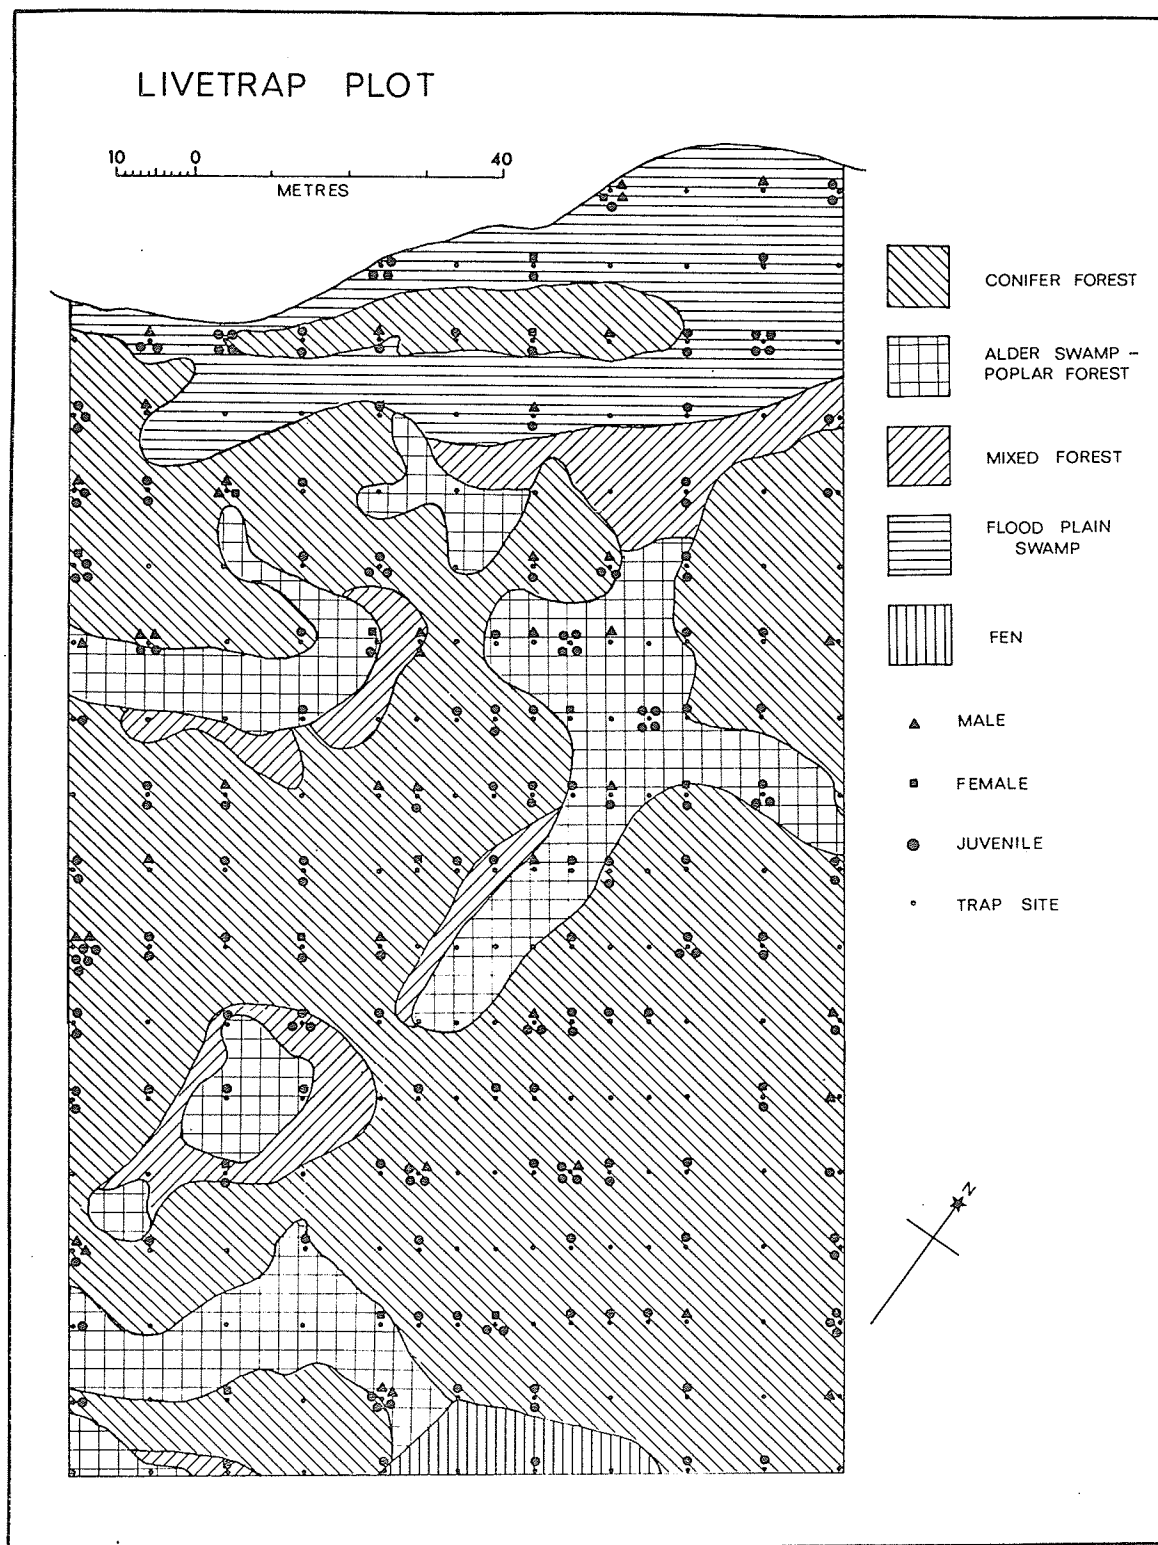 LIVETRAP PLOT
10 0 40
METRES
CONIFER FOREST
ALDER SWAMP –
POPLAR FOREST
MIXED FOREST
FLOOD PLAIN
SWAMP
FEN
MALE
FEMALE
JUVENILE
TRAP SITE
N